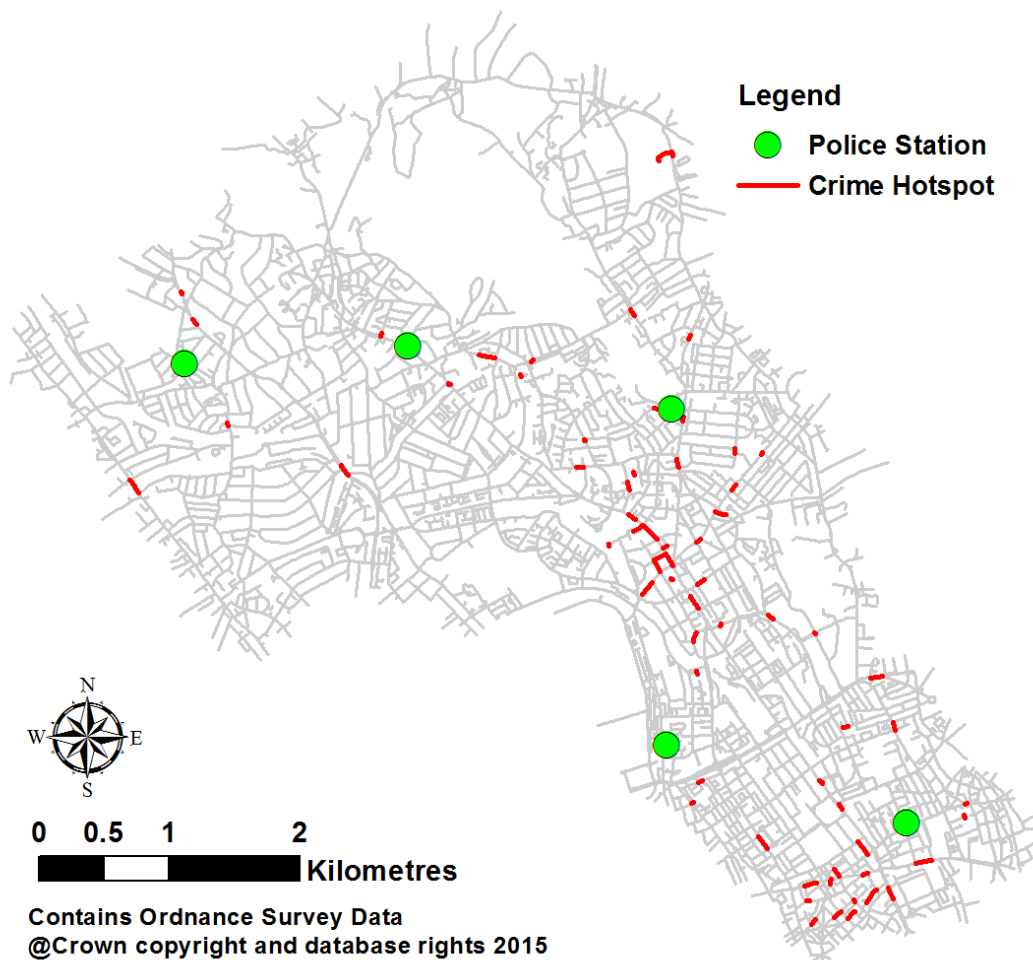 Legend
Police Station
Crime Hotspot
N
W E
S
0 0.5 1 2
Kilometres
Contains Ordnance Survey Data
@Crown copyright and database rights 2015